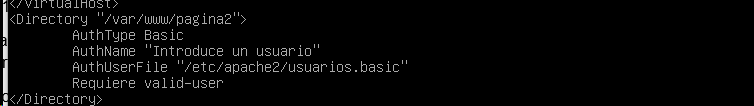 </VirtualHost>
<Directory "/var/www/pagina2">
AuthType Basic
AuthName "Introduce un usuario"
AuthUserFile "/etc/apache2/usuarios.basic"
Requiere valid-user
</Directory>